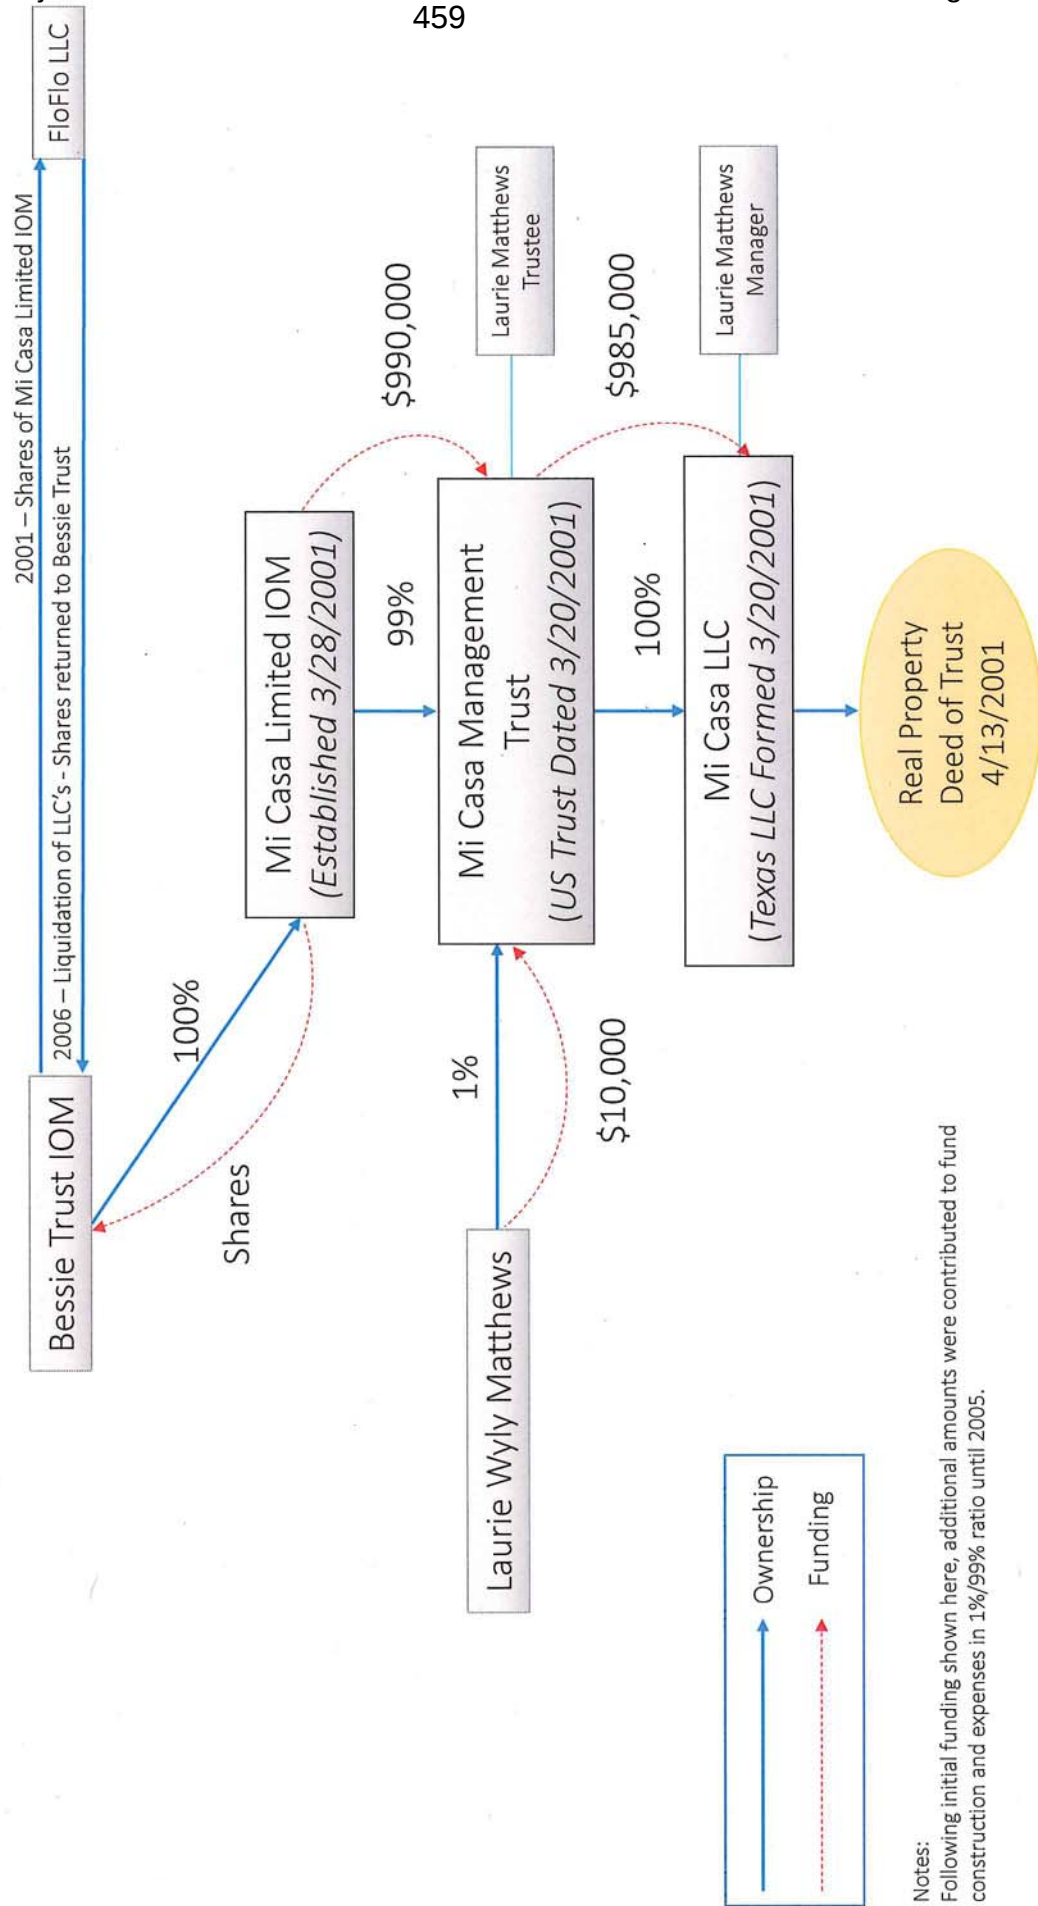 459
2001 – Shares of Mi Casa Limited IOM
FloFlo LLC
2006 – Liquidation of LLC's - Shares returned to Bessie Trust
Bessie Trust IOM
100%
Shares
Mi Casa Limited IOM
(Established 3/28/2001)
$990,000
99%
Laurie Wyly Matthews
1%
$10,000
Mi Casa Management
Trust
(US Trust Dated 3/20/2001)
Laurie Matthews
Trustee
$985,000
100%
Mi Casa LLC
(Texas LLC Formed 3/20/2001)
Laurie Matthews
Manager
Real Property
Deed of Trust
4/13/2001
Ownership
Funding
Notes:
Following initial funding shown here, additional amounts were contributed to fund
construction and expenses in 1%/99% ratio until 2005.